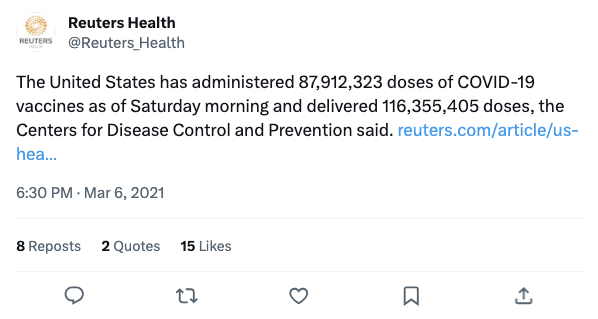 Reuters Health
@Reuters_Health
REUTERS
HEALTH
The United States has administered 87,912,323 doses of COVID-19
vaccines as of Saturday morning and delivered 116,355,405 doses, the
Centers for Disease Control and Prevention said. reuters.com/article/us-
hea...
6:30 PM · Mar 6, 2021
8 Reposts 2 Quotes 15 Likes